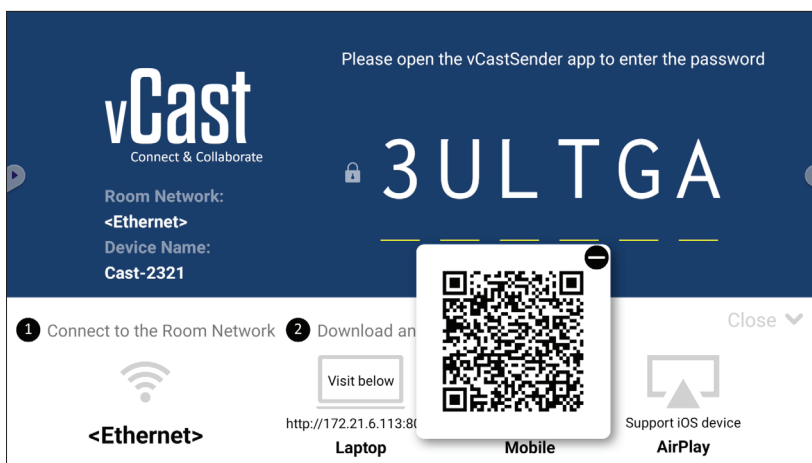 Please open the vCastSender app to enter the password
vCast
Connect & Collaborate
3ULTGA
Room Network:
<Ethernet>
Device Name:
Cast-2321
1 Connect to the Room Network
2 Download an
Close
Visit below
http://172.21.6.113:80
Support iOS device
<Ethernet>
Laptop
Mobile
AirPlay